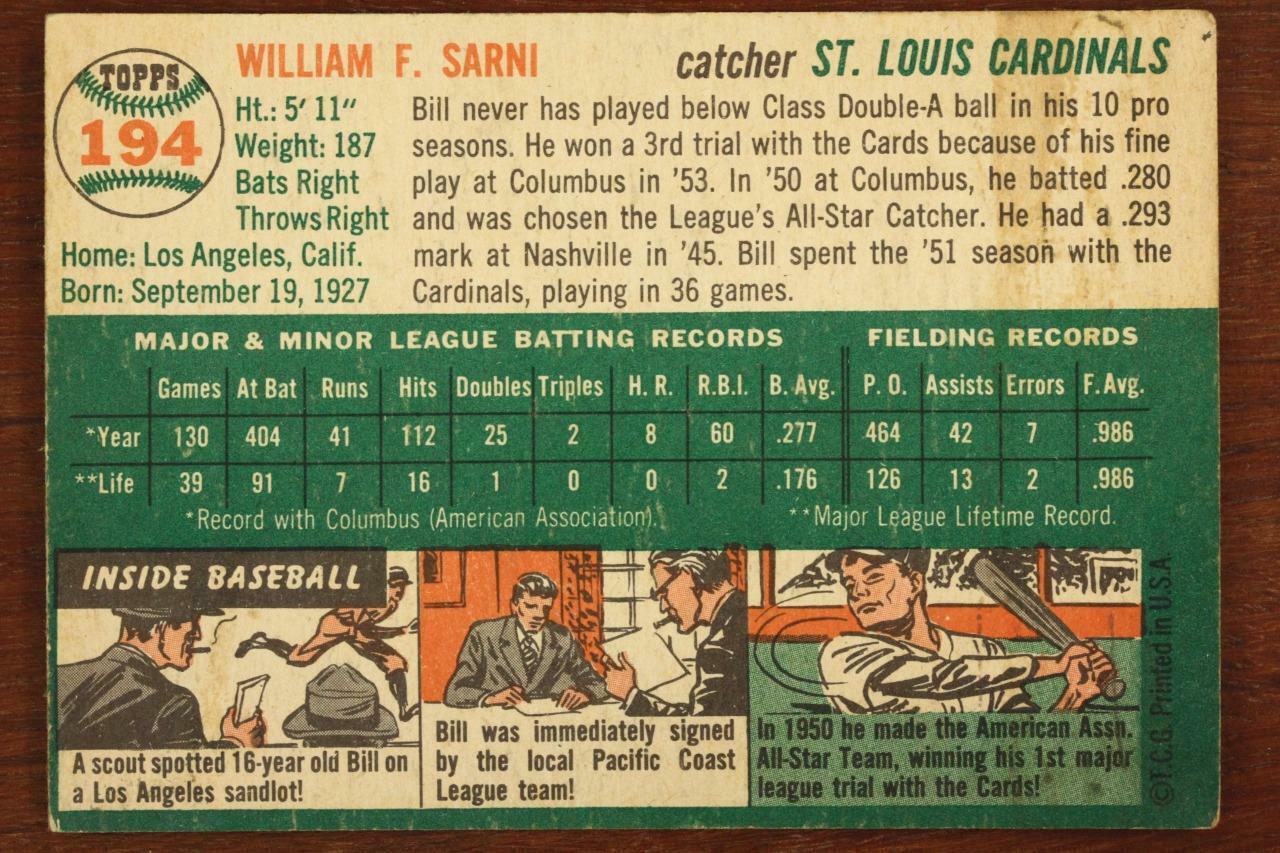 TOPPS
194
WILLIAM F. SARNI
catcher ST. LOUIS CARDINALS
Ht.: 5' 11"
Weight: 187
Bats Right
Throws Right
Home: Los Angeles, Calif.
Born: September 19, 1927
Bill never has played below Class Double-A ball in his 10 pro
seasons. He won a 3rd trial with the Cards because of his fine
play at Columbus in '53. In '50 at Columbus, he batted .280
and was chosen the League's All-Star Catcher. He had a .293
mark at Nashville in '45. Bill spent the '51 season with the
Cardinals, playing in 36 games.
MAJOR & MINOR LEAGUE BATTING RECORDS FIELDING RECORDS
Games At Bat Runs Hits Doubles Triples H. R. R.B.I. B. Avg. P. O. Assists Errors F. Avg.
*Year 130 404 41 112 25 2 8 60 .277 464 42 7 .986
**Life 39 91 7 16 1 0 0 2 .176 126 13 2 .986
*Record with Columbus (American Association). **Major League Lifetime Record.
INSIDE BASEBALL
A scout spotted 16-year old Bill on
a Los Angeles sandlot!
Bill was immediately signed
by the local Pacific Coast
League team!
In 1950 he made the American Assn.
All-Star Team, winning his 1st major
league trial with the Cards!
©T.C.G. Printed in U.S.A.